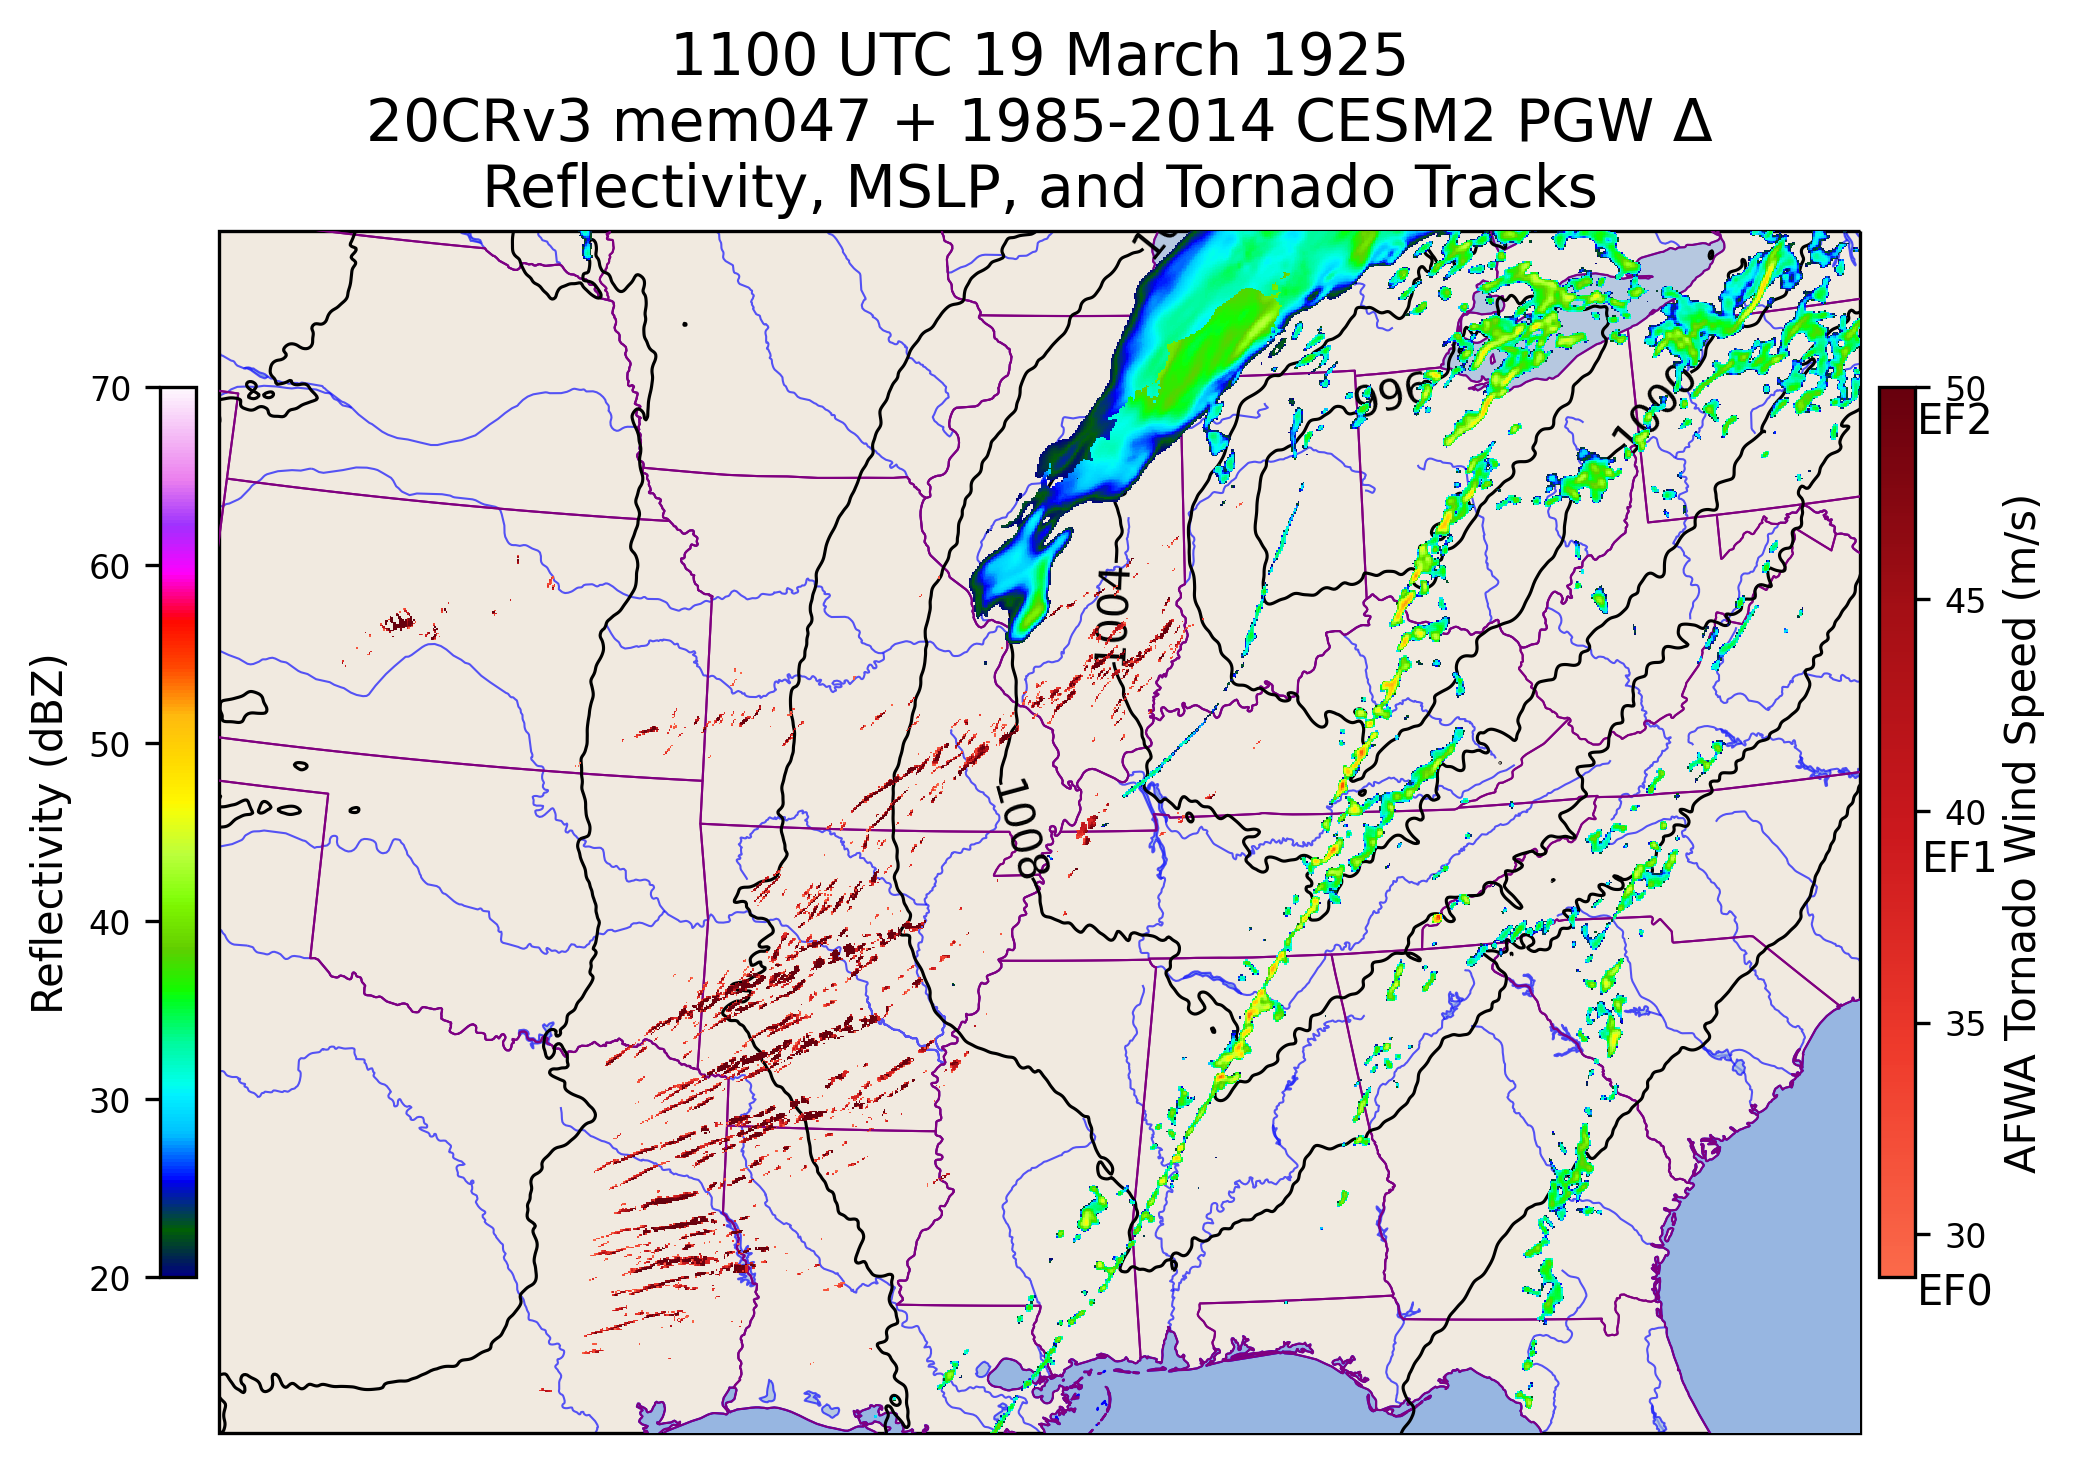 1100 UTC 19 March 1925
20CRv3 mem047 + 1985-2014 CESM2 PGW Δ
Reflectivity, MSLP, and Tornado Tracks
Reflectivity (dBZ)
70
60
50
40
30
20
996
1000
1004
1008
50
EF2
45
40
EF1
35
30
EF0
AFWA Tornado Wind Speed (m/s)